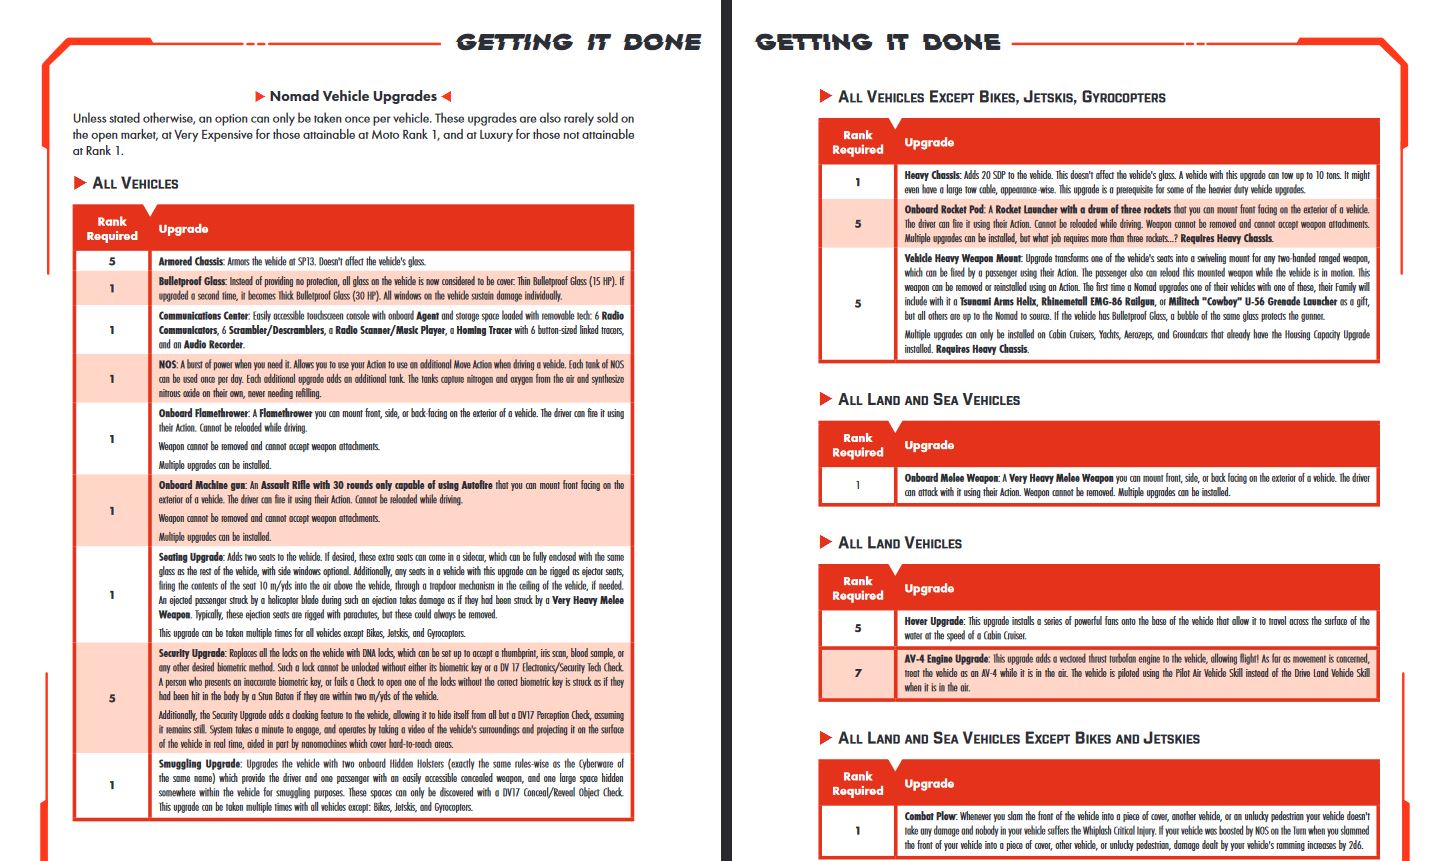 GETTING IT DONE
Nomad Vehicle Upgrades
Unless stated otherwise, an option can only be taken once per vehicle. These upgrades are also rarely sold on
the open market, at Very Expensive for those attainable at Moto Rank 1, and at Luxury for those not attainable
at Rank 1.
ALL VEHICLES
Rank
Required
Upgrade
5
Armored Chassis: Armors the vehicle at SP13. Doesn't affect the vehicle's glass.
1
Bulletproof Glass: Instead of providing no protection, all glass on the vehicle is now considered to be cover: Thin Bulletproof Glass (15 HP). If
upgraded a second time, it becomes Thick Bulletproof Glass (30 HP). All windows on the vehicle sustain damage individually.
1
Communications Center: Easily accessible touchscreen console with onboard Agent and storage space loaded with removable tech: 6 Radio
Communicators, 6 Scrambler/Descramblers, a Radio Scanner/Music Player, a Homing Tracer with 6 button-sized linked tracers,
and an Audio Recorder.
1
NOS: A burst of power when you need it. Allows you to use your Action to use an additional Move Action when driving a vehicle. Each tank of NOS
can be used once per day. Each additional upgrade adds an additional tank. The tanks capture nitrogen and oxygen from the air and synthesize
nitrous oxide on their own, never needing refilling.
1
Onboard Flamethrower: A Flamethrower you can mount front, side, or back-facing on the exterior of a vehicle. The driver can fire it using
their Action. Cannot be reloaded while driving.
Weapon cannot be removed and cannot accept weapon attachments.
Multiple upgrades can be installed.
1
Onboard Machine gun: An Assault Rifle with 30 rounds only capable of using Autofire that you can mount front facing on the
exterior of a vehicle. The driver can fire it using their Action. Cannot be reloaded while driving.
Weapon cannot be removed and cannot accept weapon attachments.
Multiple upgrades can be installed.
1
Seating Upgrade: Adds two seats to the vehicle. If desired, these extra seats can come in a sidecar, which can be fully enclosed with the same
glass as the rest of the vehicle, with side windows optional. Additionally, any seats in a vehicle with this upgrade can be rigged as ejector seats,
firing the contents of the seat 10 m/yds into the air above the vehicle, through a trapdoor mechanism in the ceiling of the vehicle, if needed.
An ejected passenger struck by a helicopter blade during such an ejection takes damage as if they had been struck by a Very Heavy Melee
Weapon. Typically, these ejection seats are rigged with parachutes, but these could always be removed.
This upgrade can be taken multiple times for all vehicles except Bikes, Jetskis, and Gyrocopters.
5
Security Upgrade: Replaces all the locks on the vehicle with DNA locks, which can be set up to accept a thumbprint, iris scan, blood sample, or
any other desired biometric method. Such a lock cannot be unlocked without either its biometric key or a DV 17 Electronics/Security Tech Check.
A person who presents an inaccurate biometric key, or fails a Check to open one of the locks without the correct biometric key is struck as if they
had been hit in the body by a Stun Baton if they are within two m/yds of the vehicle.
Additionally, the Security Upgrade adds a cloaking feature to the vehicle, allowing it to hide itself from all but a DV17 Perception Check, assuming
it remains still. System takes a minute to engage, and operates by taking a video of the vehicle's surroundings and projecting it on the surface
of the vehicle in real time, aided in part by nanomachinos which cover hard-to-reach areas.
1
Smuggling Upgrade: Upgrades the vehicle with two onboard Hidden Holsters (exactly the same rules-wise as the Cyberware of
the same name) which provide the driver and one passenger with an easily accessible concealed weapon, and one large space hidden
somewhere within the vehicle for smuggling purposes. These spaces can only be discovered with a DV17 Conceal/Reveal Object Check.
This upgrade can be taken multiple times with all vehicles except: Bikes, Jetskis, and Gyrocopters.
GETTING IT DONE
ALL VEHICLES EXCEPT BIKES, JETSKIS, GYROCOPTERS
Rank
Required
Upgrade
1
Heavy Chassis: Adds 20 SDP to the vehicle. This doesn't affect the vehicle's glass. A vehicle with this upgrade can tow up to 10 tons. It might
even have a large tow cable, appearance-wise. This upgrade is a prerequisite for some of the heavier duty vehicle upgrades.
5
Onboard Rocket Pod: A Rocket Launcher with a drum of three rockets that you can mount front facing on the exterior of a vehicle.
The driver can fire it using their Action. Cannot be reloaded while driving. Weapon cannot be removed and cannot accept weapon attachments.
Multiple upgrades can be installed, but what job requires more than three rockets...? Requires Heavy Chassis.
5
Vehicle Heavy Weapon Mount: Upgrade transforms one of the vehicle's seats into a swiveling mount for any two-handed ranged weapon,
which can be fired by a passenger using their Action. The passenger also can reload this mounted weapon while the vehicle is in motion. This
weapon can be removed or reinstalled using an Action. The first time a Nomad upgrades one of their vehicles with one of these, their Family will
include with it a Tsunami Arms Helix, Rhinemetall EMG-86 Railgun, or Militech "Cowboy" U-56 Grenade Launcher as a gift,
but all others are up to the Nomad to source. If the vehicle has Bulletproof Glass, a bubble of the same glass protects the gunner.
Multiple upgrades can only be installed on Cabin Cruisers, Yachts, Aerozeps, and Groundcars that already have the Housing Capacity Upgrade
installed. Requires Heavy Chassis.
ALL LAND AND SEA VEHICLES
Rank
Required
Upgrade
1
Onboard Melee Weapon: A Very Heavy Melee Weapon you can mount front, side, or back facing on the exterior of a vehicle. The driver
can attack with it using their Action. Weapon cannot be removed. Multiple upgrades can be installed.
ALL LAND VEHICLES
Rank
Required
Upgrade
5
Hover Upgrade: This upgrade installs a series of powerful fans onto the base of the vehicle that allow it to travel across the surface of the
water at the speed of a Cabin Cruiser.
7
AV-4 Engine Upgrade: This upgrade adds a vectored thrust turbofan engine to the vehicle, allowing flight! As far as movement is concerned,
treat the vehicle as an AV-4 while it is in the air. The vehicle is piloted using the Pilot Air Vehicle Skill instead of the Drive Land Vehicle Skill
when it is in the air.
ALL LAND AND SEA VEHICLES EXCEPT BIKES AND JETSKIES
Rank
Required
Upgrade
1
Combat Plow: Whenever you slam the front of your vehicle into a piece of cover, another vehicle, or an unlucky pedestrian your vehicle doesn't
take any damage and nobody in your vehicle suffers the Whiplash Critical Injury. If your vehicle was boosted by NOS on the Turn when you slammed
the front of your vehicle into a piece of cover, other vehicle, or unlucky pedestrian, damage dealt by your vehicle's ramming increases by 2d6.